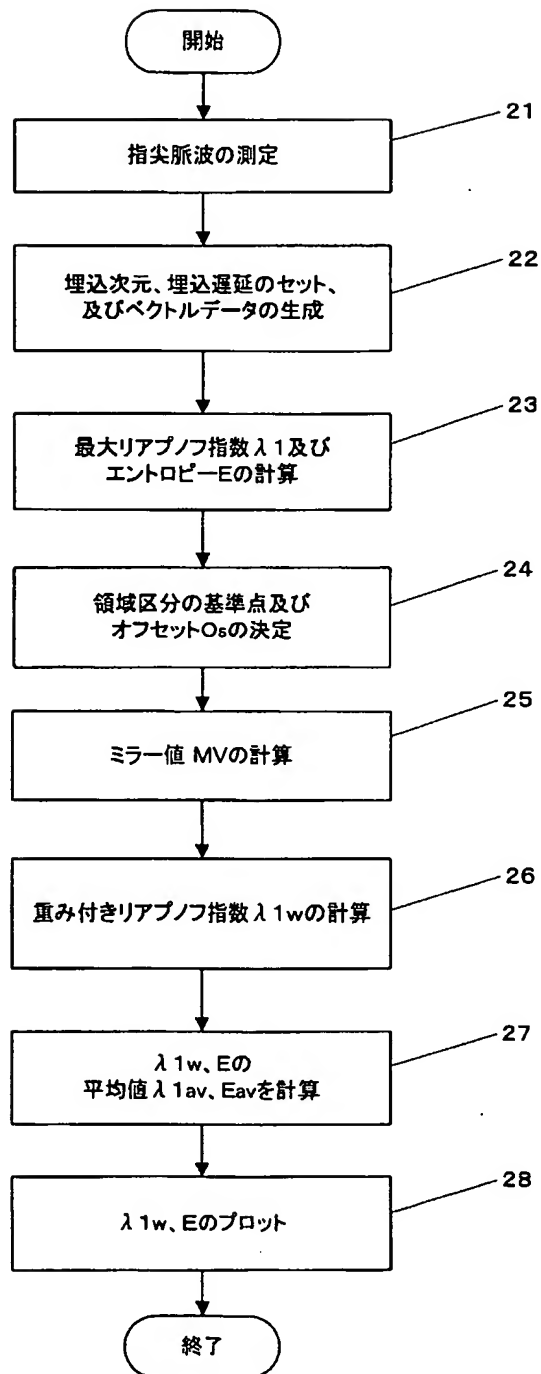 開始
21
指尖脈波の測定
22
埋込次元、埋込遅延のセット、
及びベクトルデータの生成
23
最大リアプノフ指数λ1及び
エントロピーEの計算
24
領域区分の基準点及び
オフセットOsの決定
25
ミラー値 MVの計算
26
重み付きリアプノフ指数λ1wの計算
27
λ1w、Eの
平均値λ1av、Eavを計算
28
λ1w、Eのプロット
終了